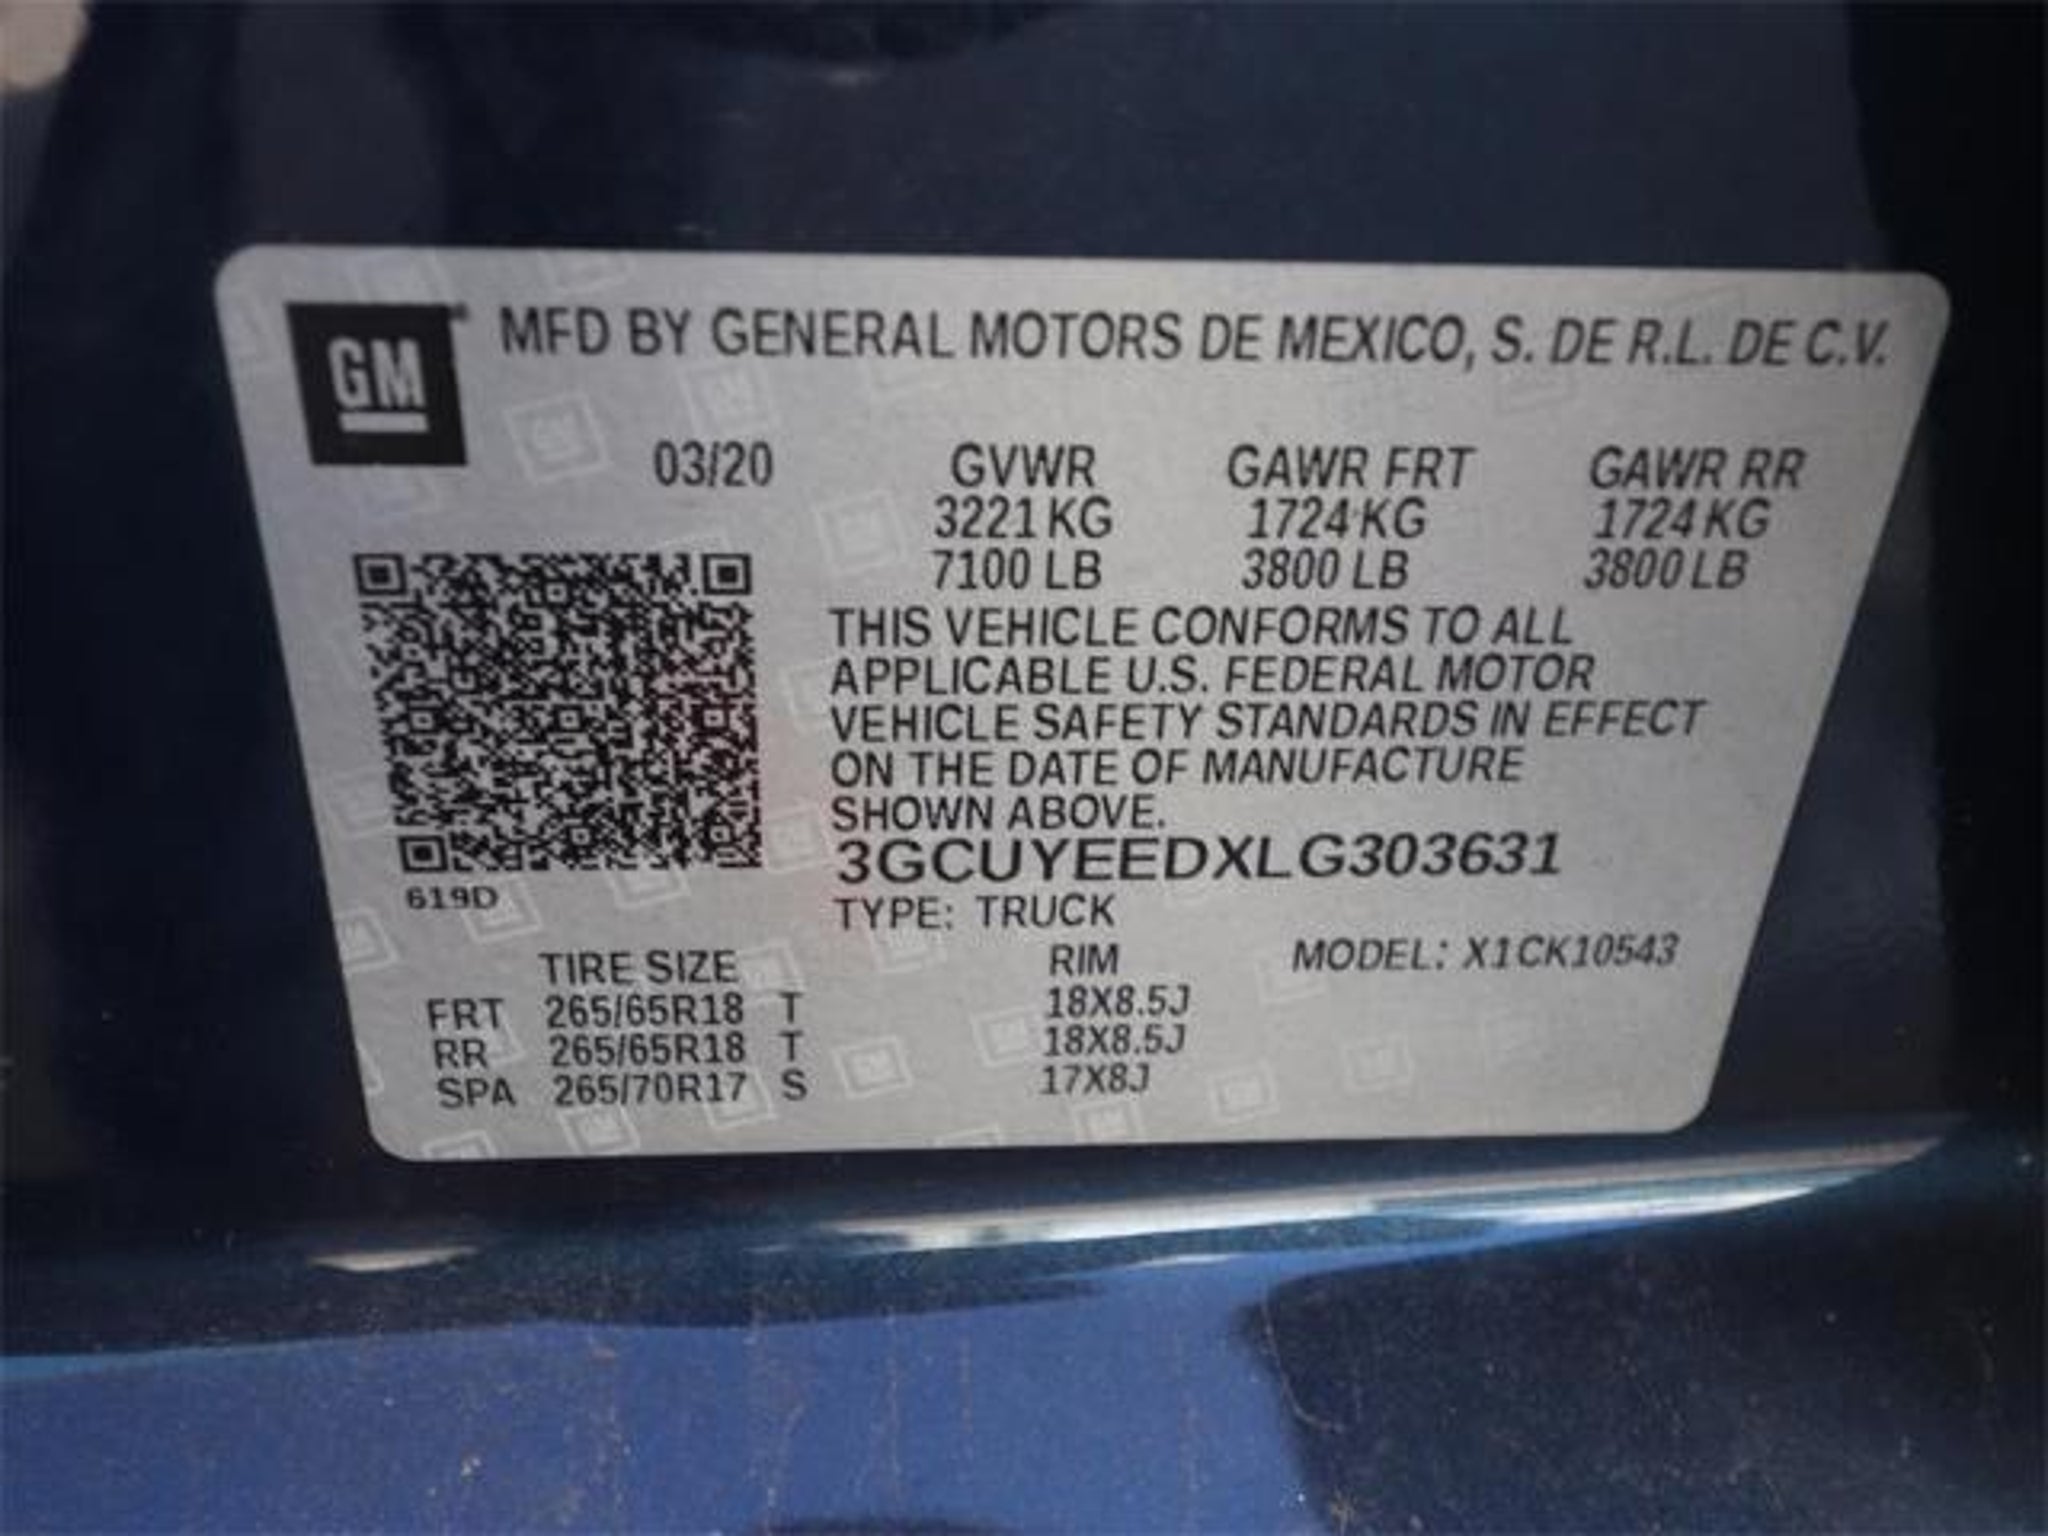 GM® MFD BY GENERAL MOTORS DE MEXICO, S. DE R.L. DE C.V.
03/20 GVWR GAWR FRT GAWR RR
3221 KG 1724 KG 1724 KG
7100 LB 3800 LB 3800 LB
THIS VEHICLE CONFORMS TO ALL
APPLICABLE U.S. FEDERAL MOTOR
VEHICLE SAFETY STANDARDS IN EFFECT
ON THE DATE OF MANUFACTURE
SHOWN ABOVE.
3GCUYEEDXLG303631
619D
TYPE: TRUCK
TIRE SIZE RIM MODEL: X1CK10543
FRT 265/65R18 T 18X8.5J
RR 265/65R18 T 18X8.5J
SPA 265/70R17 S 17X8J